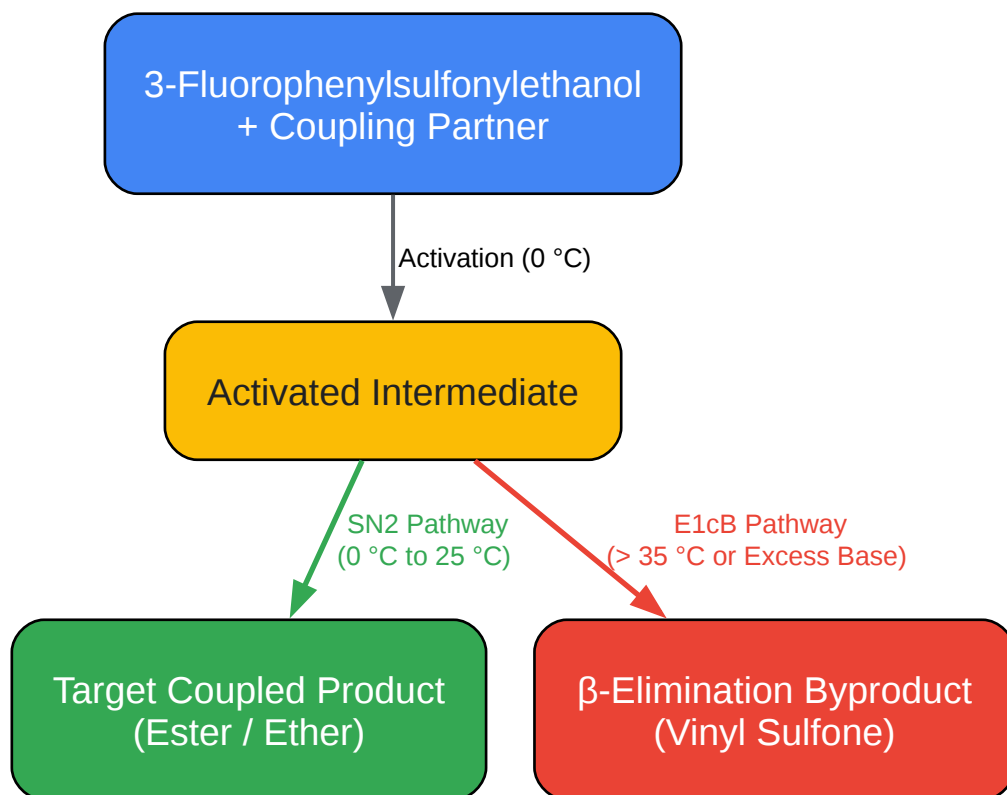 3-Fluorophenylsulfonylethanol
+ Coupling Partner
Activation (0 °C)
Activated Intermediate
SN2 Pathway
(0 °C to 25 °C)
E1cB Pathway
(> 35 °C or Excess Base)
Target Coupled Product
(Ester / Ether)
β-Elimination Byproduct
(Vinyl Sulfone)